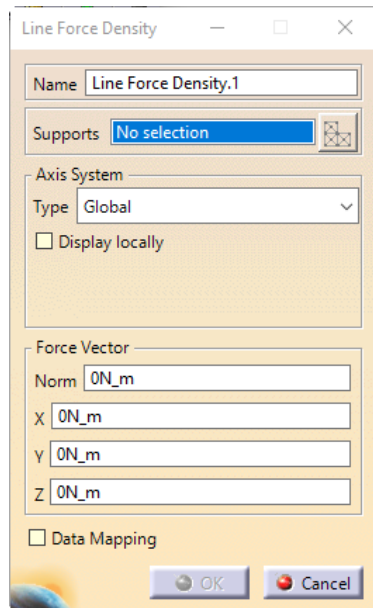 Line Force Density
Name Line Force Density.1
Supports No selection
Axis System
Type Global
Display locally
Force Vector
Norm 0N_m
X 0N_m
Y 0N_m
Z 0N_m
Data Mapping
OK Cancel